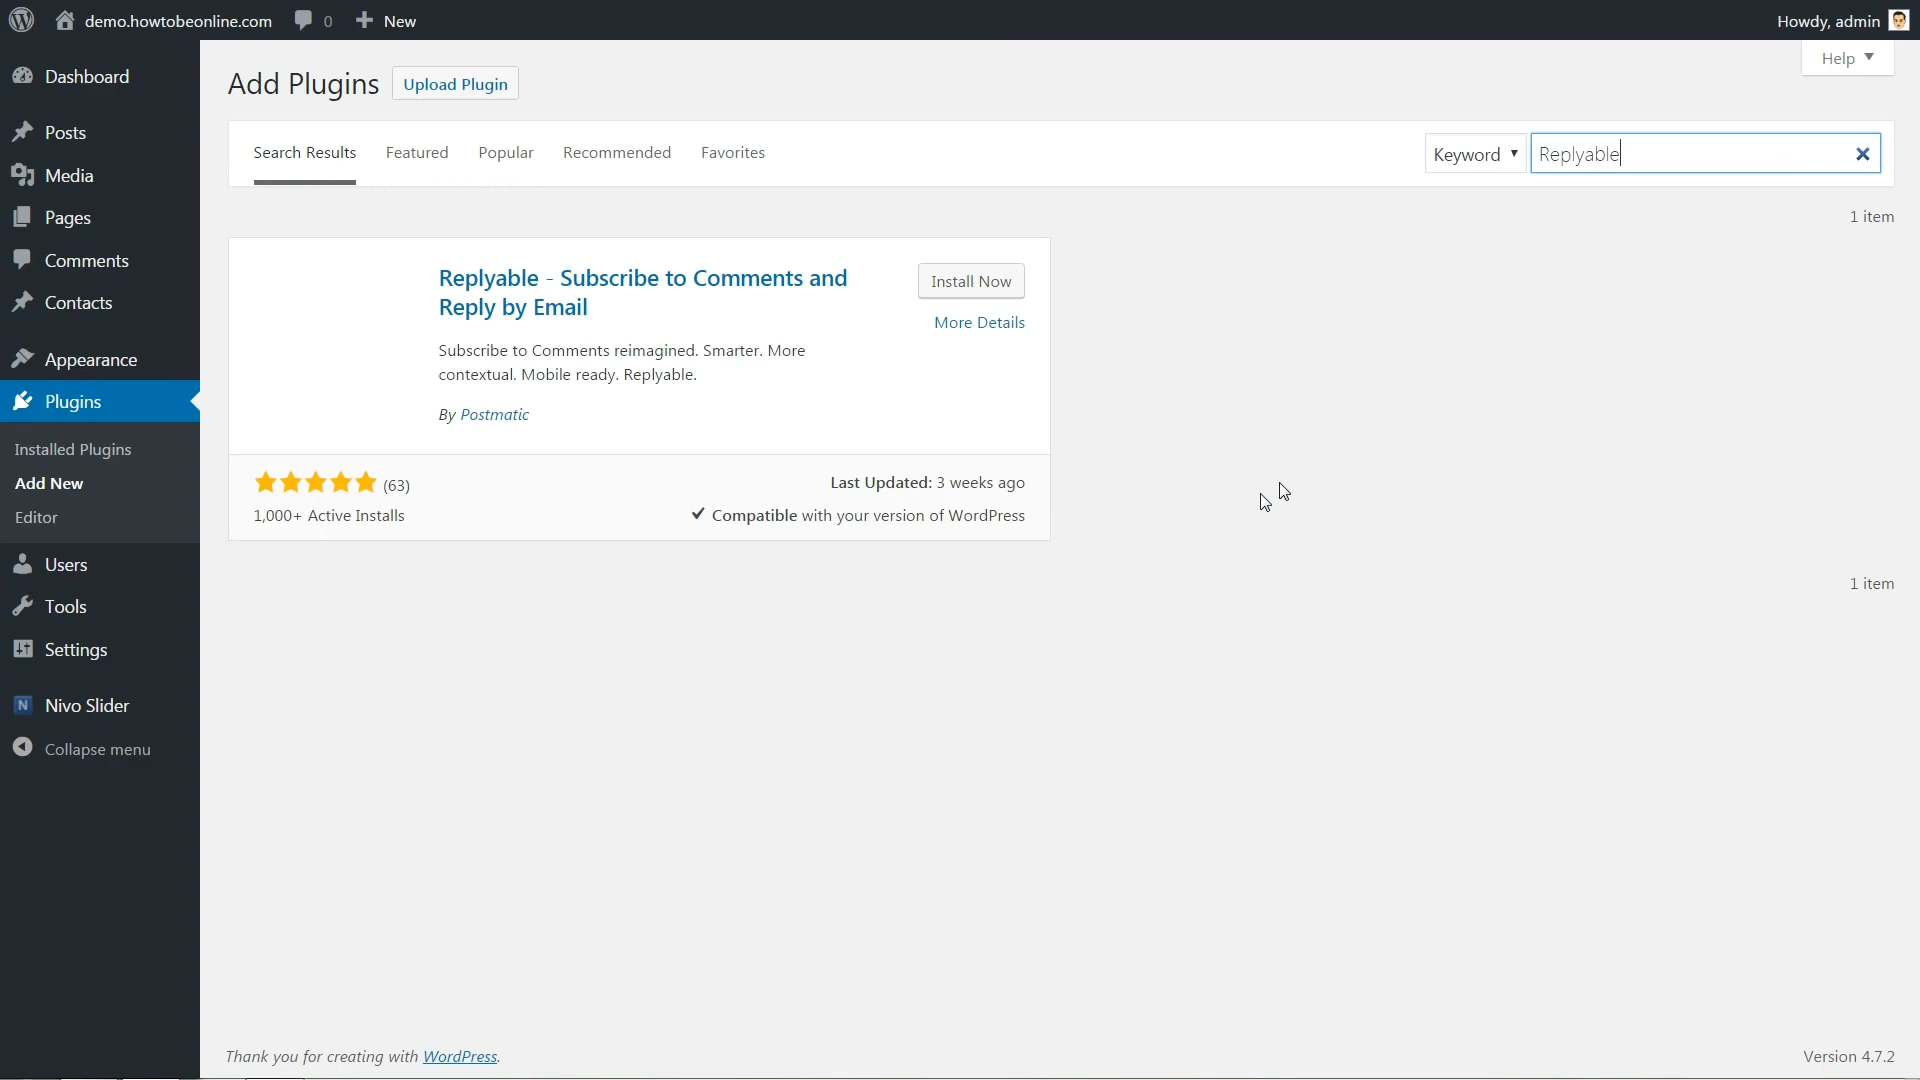 demo.howtobeonline.com 0 New Howdy, admin
Help ▼
Dashboard
Posts
Media
Pages
Comments
Contacts
Appearance
Plugins
Installed Plugins
Add New
Editor
Users
Tools
Settings
N Nivo Slider
Collapse menu
Add Plugins Upload Plugin
Search Results Featured Popular Recommended Favorites Keyword ▼ Replyable
1 item
Replyable - Subscribe to Comments and
Reply by Email
Install Now
More Details
Subscribe to Comments reimagined. Smarter. More
contextual. Mobile ready. Replyable.
By Postmatic
(63) Last Updated: 3 weeks ago
1,000+ Active Installs Compatible with your version of WordPress
1 item
Thank you for creating with WordPress. Version 4.7.2